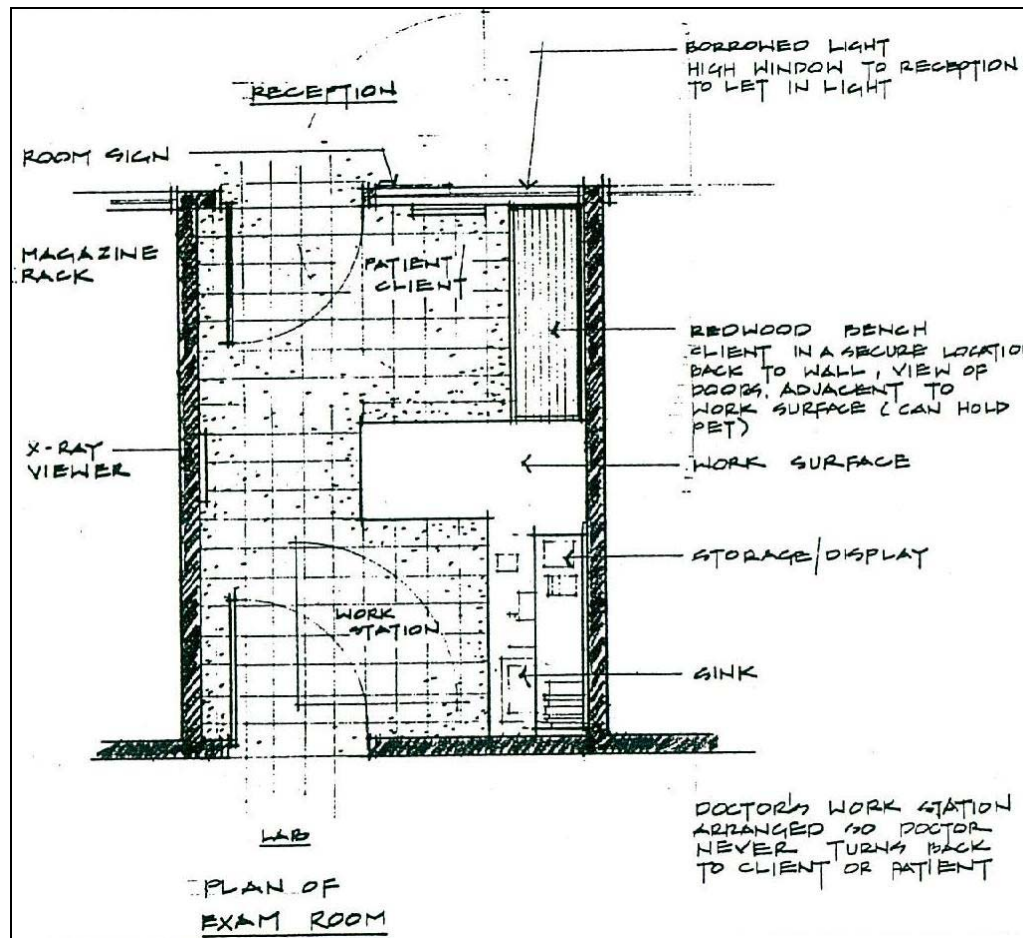 BORROWED LIGHT
HIGH WINDOW TO RECEPTION
TO LET IN LIGHT
RECEPTION
ROOM SIGN
MAGAZINE
RACK
PATIENT
CLIENT
REDWOOD BENCH
CLIENT IN A SECURE LOCATION
BACK TO WALL, VIEW OF
DOORS. ADJACENT TO
WORK SURFACE (CAN HOLD
PET)
X-RAY
VIEWER
WORK SURFACE
STORAGE/DISPLAY
WORK
STATION
SINK
DOCTOR'S WORK STATION
ARRANGED SO DOCTOR
NEVER TURNS BACK
TO CLIENT OR PATIENT
LAB
PLAN OF
EXAM ROOM